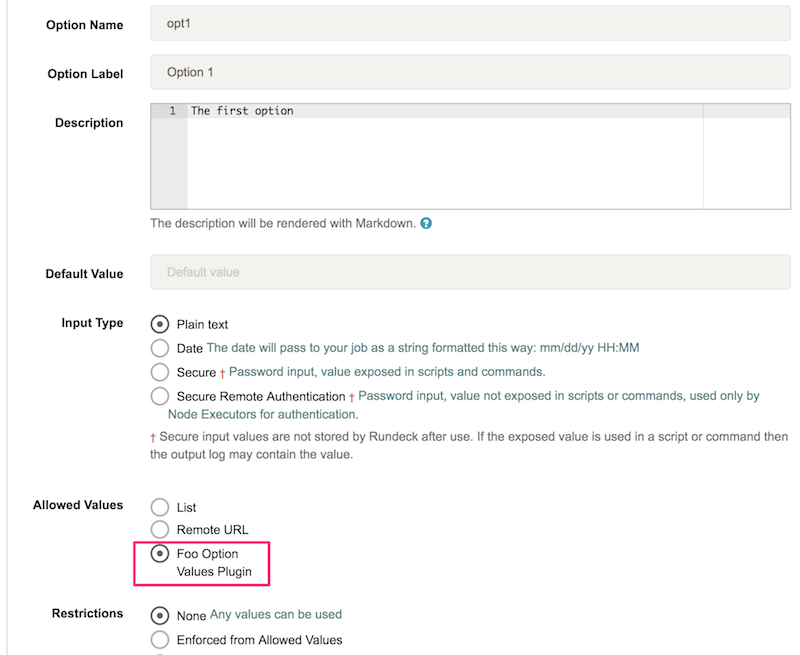 Option Name opt1
Option Label Option 1
Description 1 The first option
The description will be rendered with Markdown. ?
Default Value Default value
Input Type Plain text
Date The date will pass to your job as a string formatted this way: mm/dd/yy HH:MM
Secure † Password input, value exposed in scripts and commands.
Secure Remote Authentication † Password input, value not exposed in scripts or commands, used only by
Node Executors for authentication.
† Secure input values are not stored by Rundeck after use. If the exposed value is used in a script or command then
the output log may contain the value.
Allowed Values List
Remote URL
Foo Option
Values Plugin
Restrictions None Any values can be used
Enforced from Allowed Values